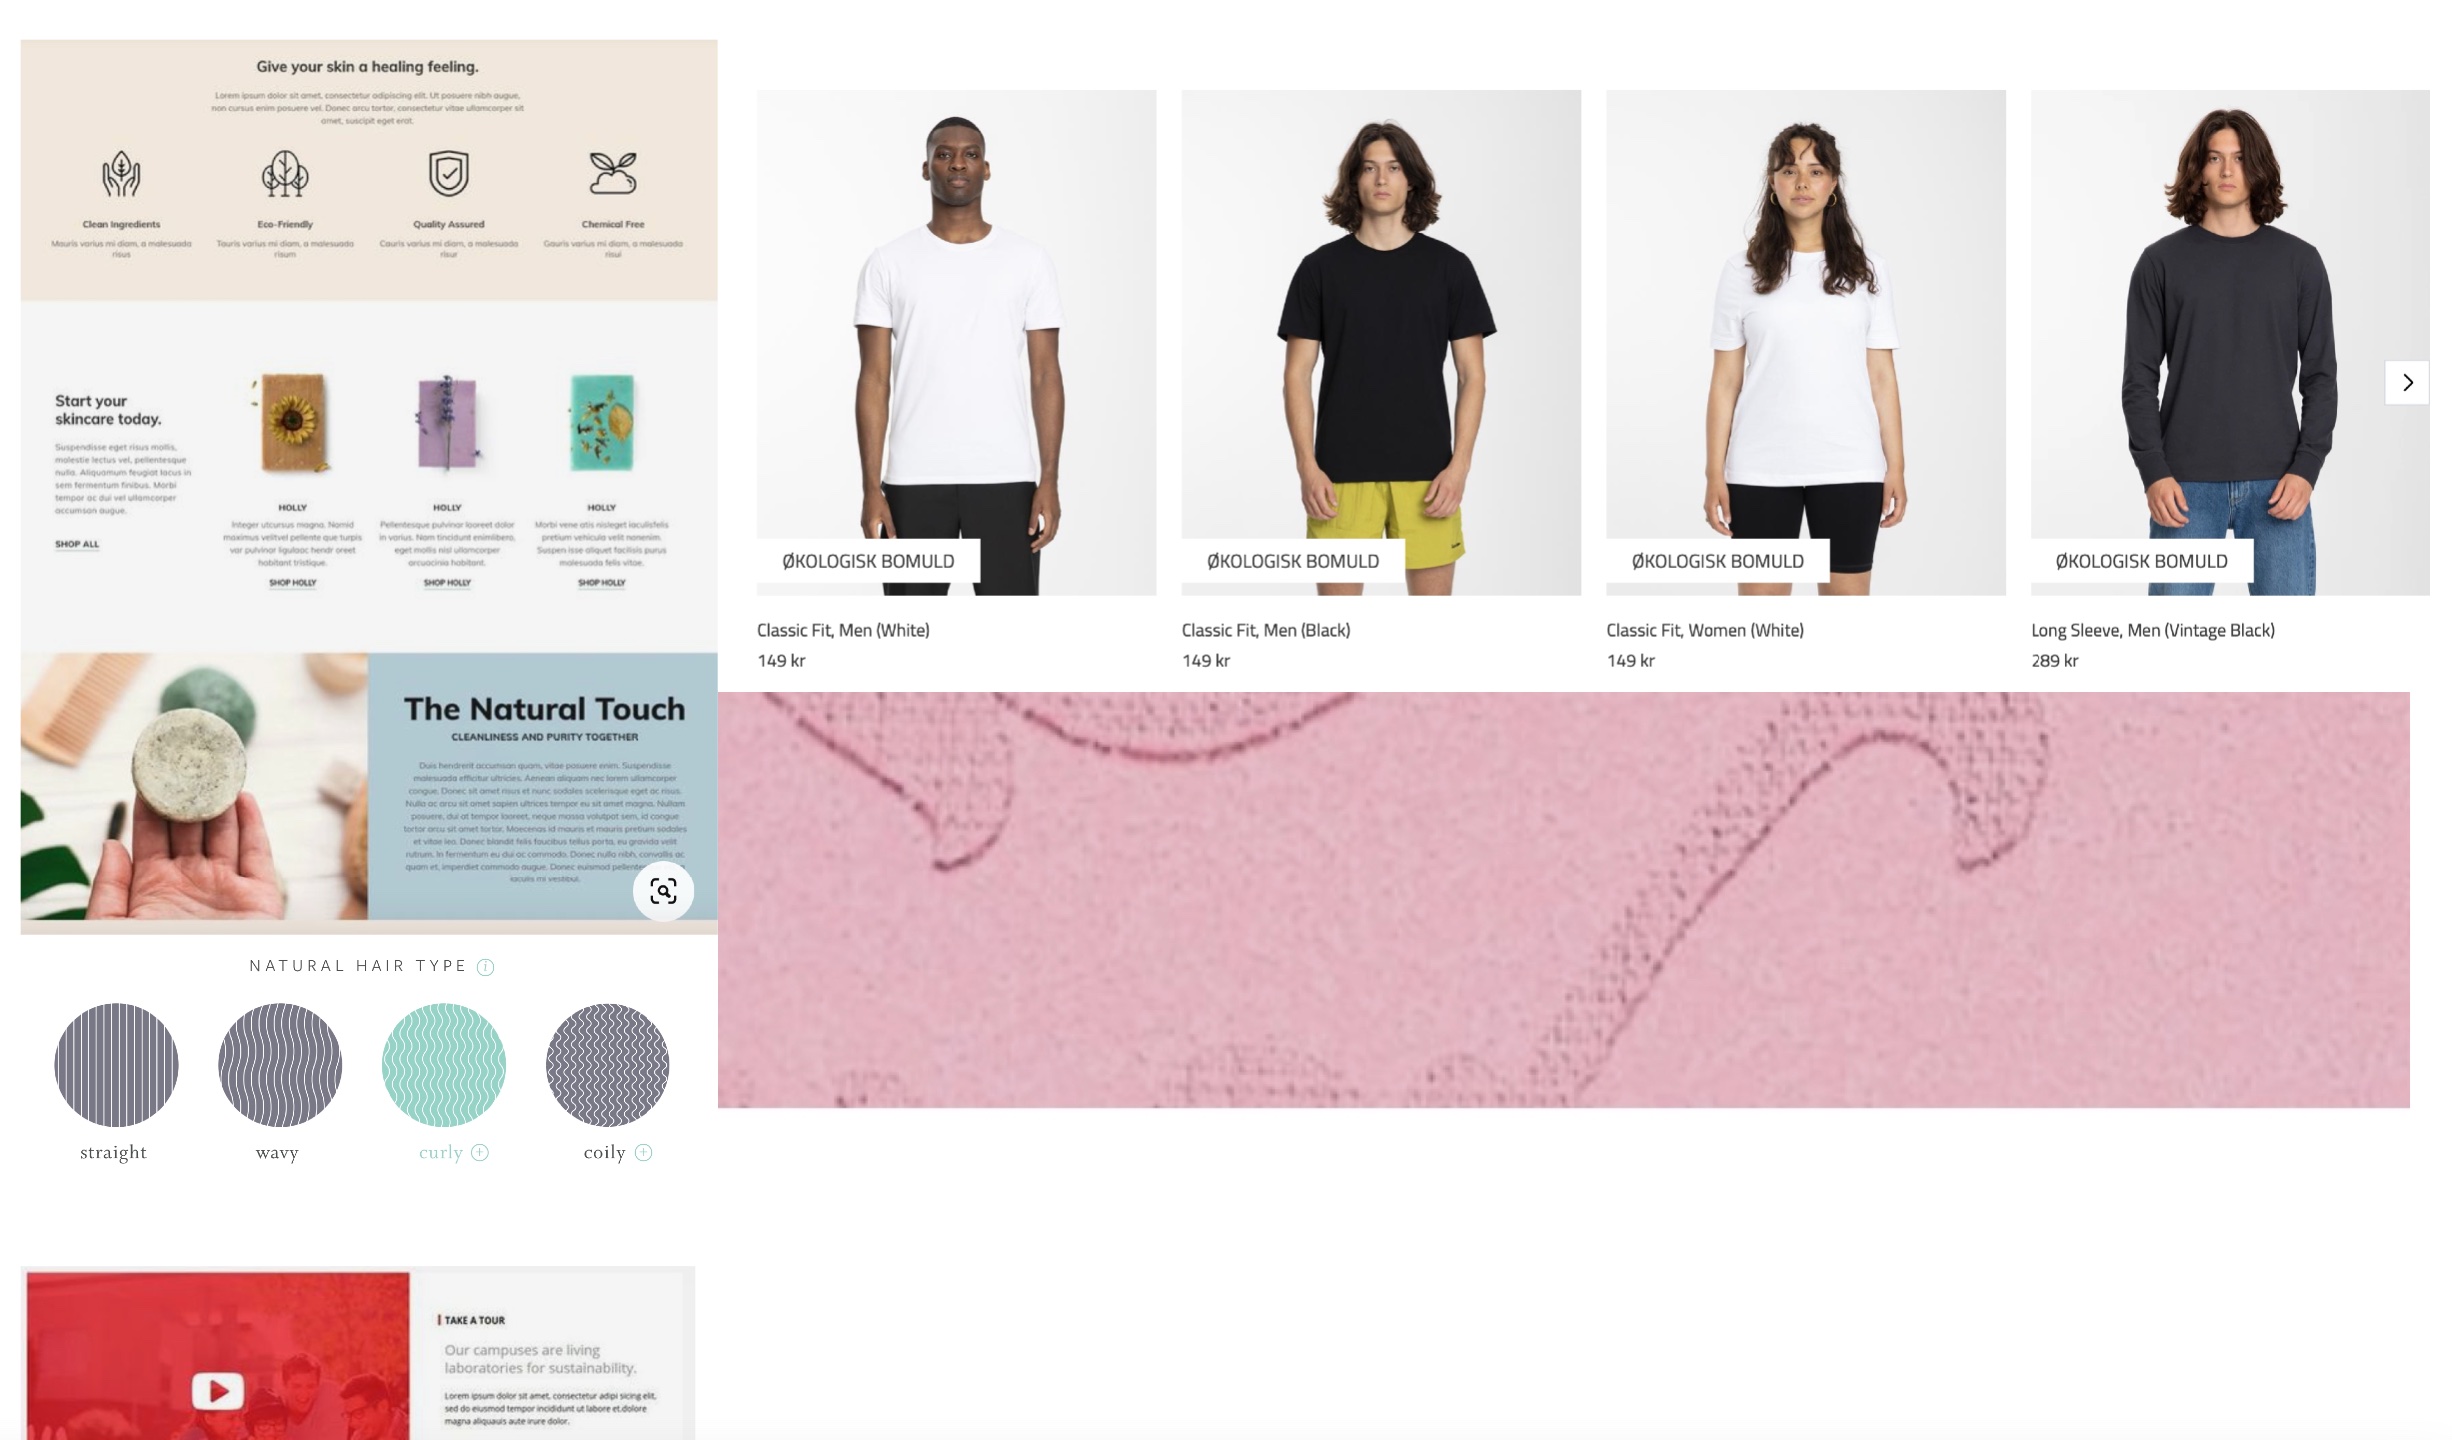 Give your skin a healing feeling.
Lorem ipsum dolor sit amet, consectetur adipiscing elit. Ut posuere nibh augue,
non cursus enim posuere vel. Donec arcu tortor, consectetur vitae ullamcorper sit
amet, suscipit eget erat.
Clean Ingredients
Mauris varius mi diam, a malesuada
risus
Eco-Friendly
Tauris varius mi diam, a malesuada
risum
Quality Assured
Cauris varius mi diam, a malesuada
risur
Chemical Free
Gauris varius mi diam, a malesuada
risui
Start your
skincare today.
Suspendisse eget risus mollis,
molestie lectus vel, pellentesque
nulla. Aliquamum feugiat lacus in
sem fermentum finibus. Morbi
tempor ac dui vel ullamcorper
accumsan augue.
SHOP ALL
HOLLY
Integer utcursus magna. Namid
maximus velitvel pellente que turpis
var pulvinar ligulaac hendr oreet
habitant tristique.
SHOP HOLLY
HOLLY
Pellentesque pulvinar laoreet dolor
in varius. Nam tincidunt enimlibero,
eget mollis nisl ullamcorper
arcuacinia habitant.
SHOP HOLLY
HOLLY
Morbi vene atis nisleget iaculisfelis
pretium vehicula velit nonenim.
Suspen isse aliquet facilisis purus
malesuada felis vitae.
SHOP HOLLY
The Natural Touch
CLEANLINESS AND PURITY TOGETHER
Duis hendrerit accumsan quam, vitae posuere enim. Suspendisse
malesuada efficitur ultricies. Aenean aliquam nec lorem ullamcorper
congue. Donec sit amet risus et nunc sodales scelerisque eget ac risus.
Nulla ac arcu sit amet sapien ultrices tempor eu sit amet magna. Nullam
posuere, dui at tempor laoreet, neque massa volutpat sem, id congue
tortor arcu sit amet tortor. Maecenas id mauris et mauris pretium sodales
et vitae leo. Donec blandit felis faucibus tellus porta, eu gravida velit
rutrum. In fermentum eu dui ac commodo. Donec nulla nibh, convallis ac
quam et, imperdiet commodo augue. Donec euismod
iaculis mi vestibul.
NATURAL HAIR TYPE i
straight
wavy
curly +
coily +
TAKE A TOUR
Our campuses are living
laboratories for sustainability.
Lorem ipsum dolor sit amet, consectetur adipi sicing elit,
sed do eiusmod tempor incididunt ut labore et.dolore
magna aliquauis aute irure dolor.
ØKOLOGISK BOMULD
Classic Fit, Men (White)
149 kr
ØKOLOGISK BOMULD
Classic Fit, Men (Black)
149 kr
ØKOLOGISK BOMULD
Classic Fit, Women (White)
149 kr
ØKOLOGISK BOMULD
Long Sleeve, Men (Vintage Black)
289 kr